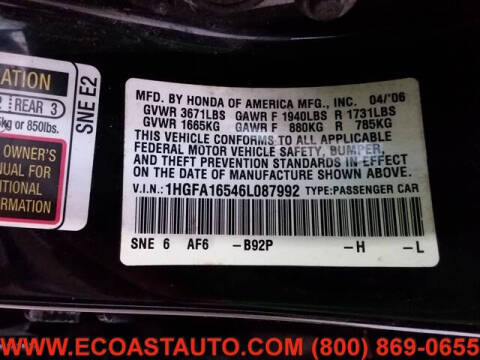 ATION
2 REAR 3
kg or 850lbs.
OWNER'S
NUAL FOR
DITIONAL
RMATION
SNE E2
MFD. BY HONDA OF AMERICA MFG., INC. 04/'06
GVWR 3671LBS GAWR F 1940LBS R 1731LBS
GVWR 1665KG GAWR F 880KG R 785KG
THIS VEHICLE CONFORMS TO ALL APPLICABLE
FEDERAL MOTOR VEHICLE SAFETY, BUMPER,
AND THEFT PREVENTION STANDARDS IN EFFECT
ON THE DATE OF MANUFACTURE SHOWN ABOVE.
V.I.N.: 1HGFA16546L087992 TYPE: PASSENGER CAR
SNE 6 AF6 -B92P -H -L
WWW.ECOASTAUTO.COM (800) 869-0655